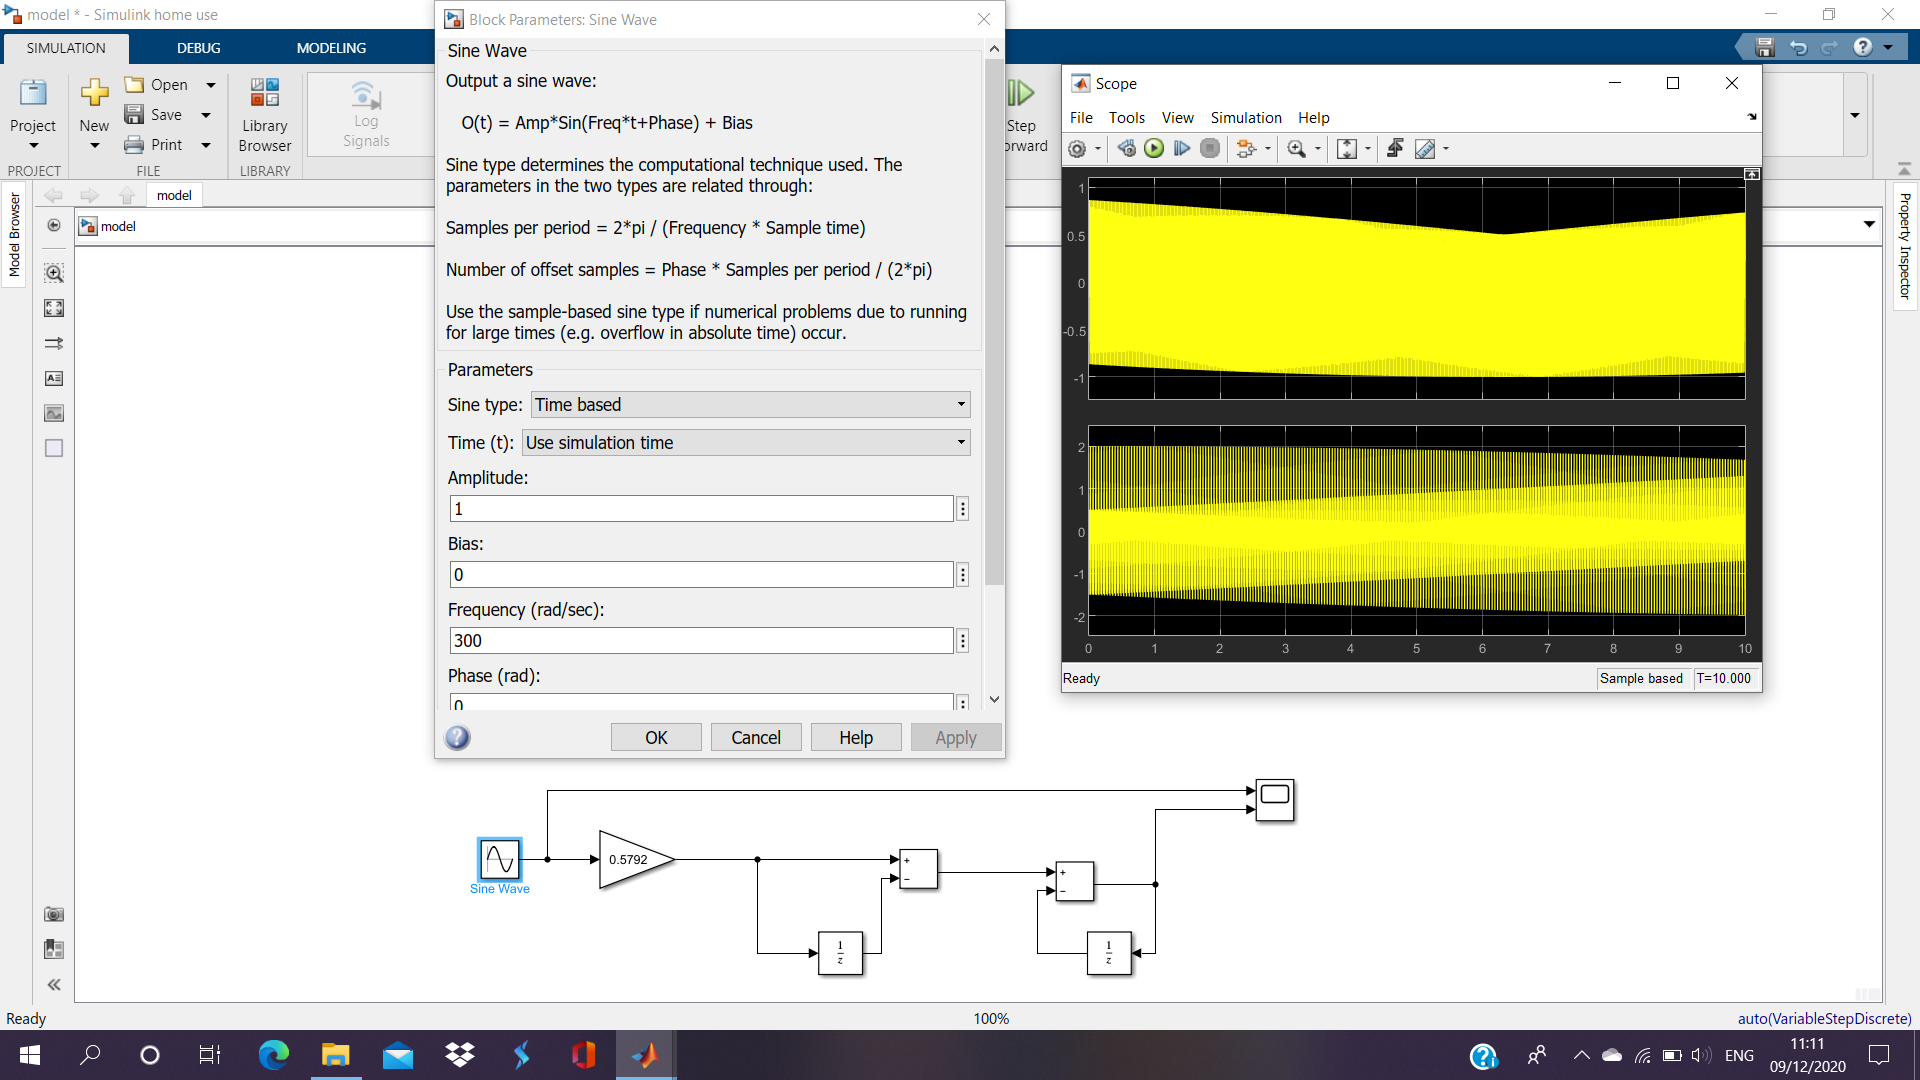 model * - Simulink home use
SIMULATION
DEBUG
MODELING
Project
New
Open
Save
Print
Library
Browser
Log
Signals
Step
orward
PROJECT
FILE
LIBRARY
model
Model Browser
model
Property Inspector
Block Parameters: Sine Wave
Sine Wave
Output a sine wave:
O(t) = Amp*Sin(Freq*t+Phase) + Bias
Sine type determines the computational technique used. The
parameters in the two types are related through:
Samples per period = 2*pi / (Frequency * Sample time)
Number of offset samples = Phase * Samples per period / (2*pi)
Use the sample-based sine type if numerical problems due to running
for large times (e.g. overflow in absolute time) occur.
Parameters
Sine type: Time based
Time (t): Use simulation time
Amplitude:
1
Bias:
0
Frequency (rad/sec):
300
Phase (rad):
0
OK
Cancel
Help
Apply
Scope
File Tools View Simulation Help
1
0.5
0
-0.5
-1
2
1
0
-1
-2
0 1 2 3 4 5 6 7 8 9 10
Ready
Sample based
T=10.000
Sine Wave
0.5792
+
−
1
z
+
−
1
z
Ready
100%
auto(VariableStepDiscrete)
ENG
11:11
09/12/2020